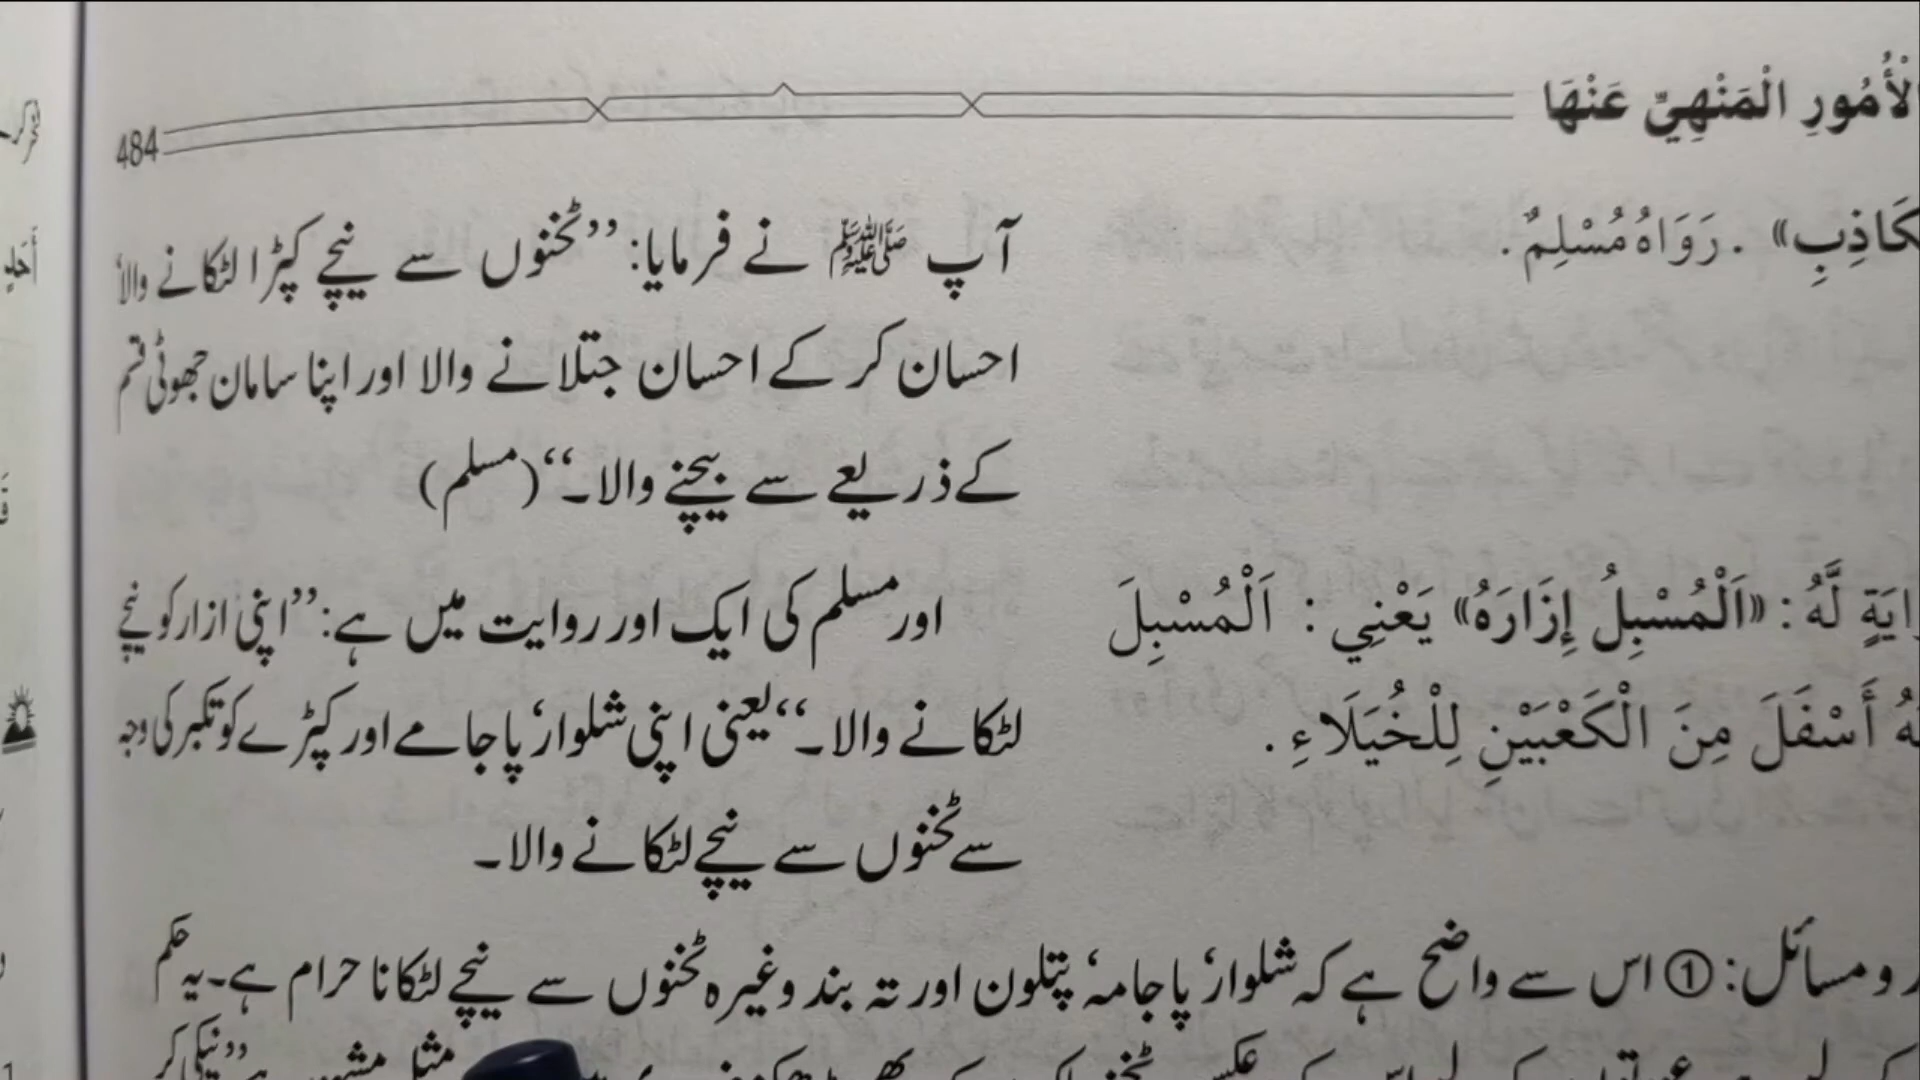 الْأُمُورِ الْمَنْهِيِّ عَنْهَا
484
كَاذِبِ» . رَوَاهُ مُسْلِمٌ .
آپ ﷺ نے فرمایا: ’’ٹخنوں سے نیچے کپڑا لٹکانے والا‘
احسان کر کے احسان جتلانے والا اور اپنا سامان جھوٹی قسم
کے ذریعے سے بیچنے والا۔‘‘ (مسلم)
ايَةٍ لَّهُ : «اَلْمُسْبِلُ إِزَارَهُ» يَعْنِي : اَلْمُسْبِلَ
هُ أَسْفَلَ مِنَ الْكَعْبَيْنِ لِلْخُيَلَاءِ .
اور مسلم کی ایک اور روایت میں ہے: ’’اپنی ازار کو نیچے
لٹکانے والا۔‘‘ یعنی اپنی شلوار‘ پاجامے اور کپڑے کو تکبر کی وجہ
سے ٹخنوں سے نیچے لٹکانے والا۔
و مسائل: ① اس سے واضح ہے کہ شلوار‘ پاجامہ‘ پتلون اور تہ بند وغیرہ ٹخنوں سے نیچے لٹکانا حرام ہے۔ یہ حکم